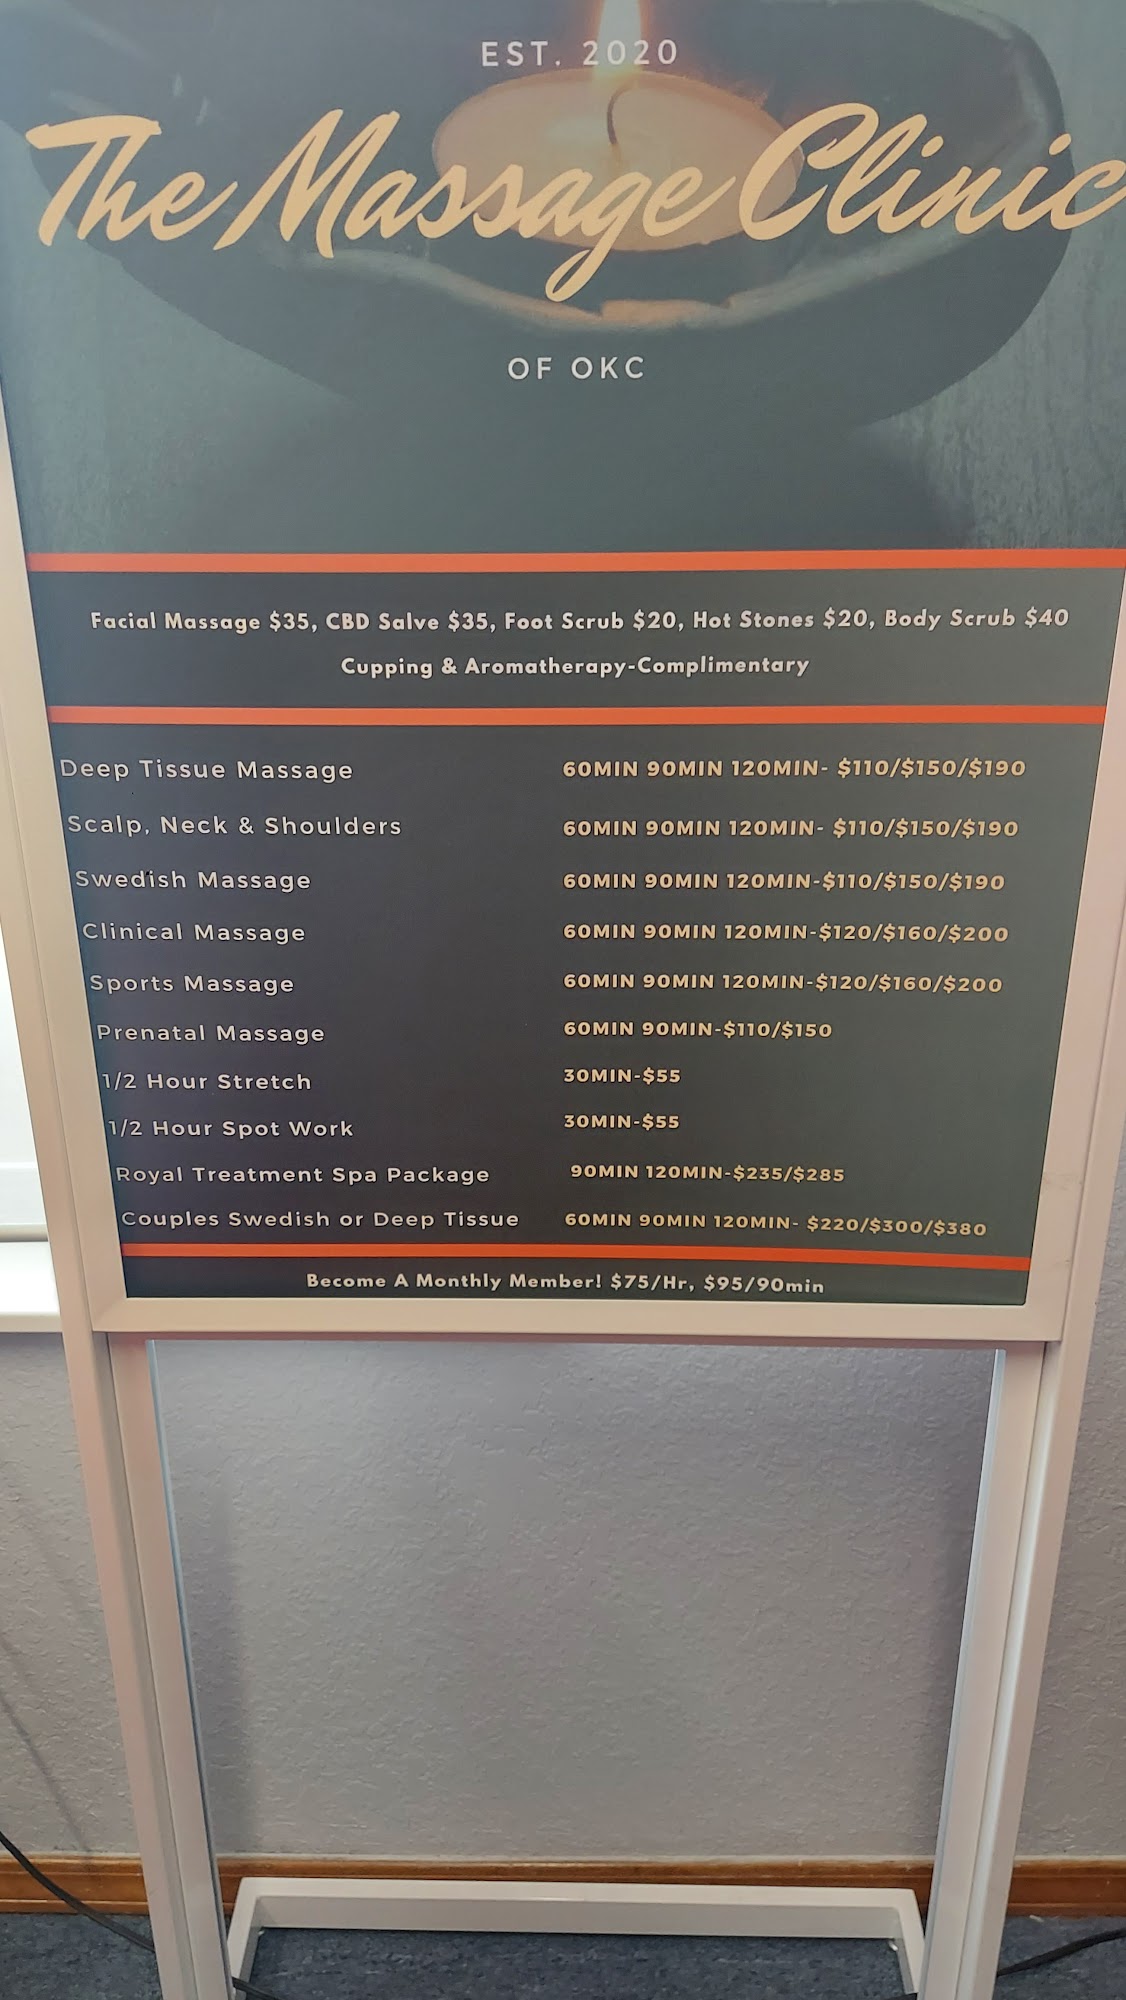 EST. 2020
The Massage Clinic
OF OKC
Facial Massage $35, CBD Salve $35, Foot Scrub $20, Hot Stones $20, Body Scrub $40
Cupping & Aromatherapy-Complimentary
Deep Tissue Massage 60MIN 90MIN 120MIN- $110/$150/$190
Scalp, Neck & Shoulders 60MIN 90MIN 120MIN- $110/$150/$190
Swedish Massage 60MIN 90MIN 120MIN-$110/$150/$190
Clinical Massage 60MIN 90MIN 120MIN-$120/$160/$200
Sports Massage 60MIN 90MIN 120MIN-$120/$160/$200
Prenatal Massage 60MIN 90MIN-$110/$150
1/2 Hour Stretch 30MIN-$55
1/2 Hour Spot Work 30MIN-$55
Royal Treatment Spa Package 90MIN 120MIN-$235/$285
Couples Swedish or Deep Tissue 60MIN 90MIN 120MIN- $220/$300/$380
Become A Monthly Member! $75/Hr, $95/90min